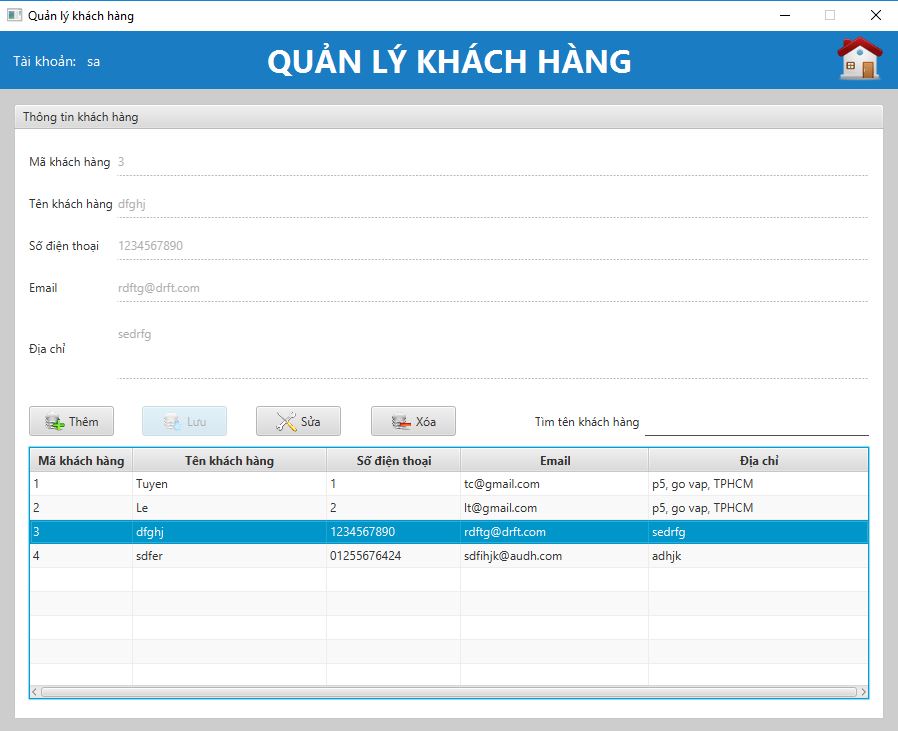 Quản lý khách hàng
Tài khoản: sa
QUẢN LÝ KHÁCH HÀNG
Thông tin khách hàng
Mã khách hàng 3
Tên khách hàng dfghj
Số điện thoại 1234567890
Email rdftg@drft.com
Địa chỉ sedrfg
Thêm Lưu Sửa Xóa Tìm tên khách hàng
Mã khách hàng Tên khách hàng Số điện thoại Email Địa chỉ
1 Tuyen 1 tc@gmail.com p5, go vap, TPHCM
2 Le 2 lt@gmail.com p5, go vap, TPHCM
3 dfghj 1234567890 rdftg@drft.com sedrfg
4 sdfer 01255676424 sdfihjk@audh.com adhjk